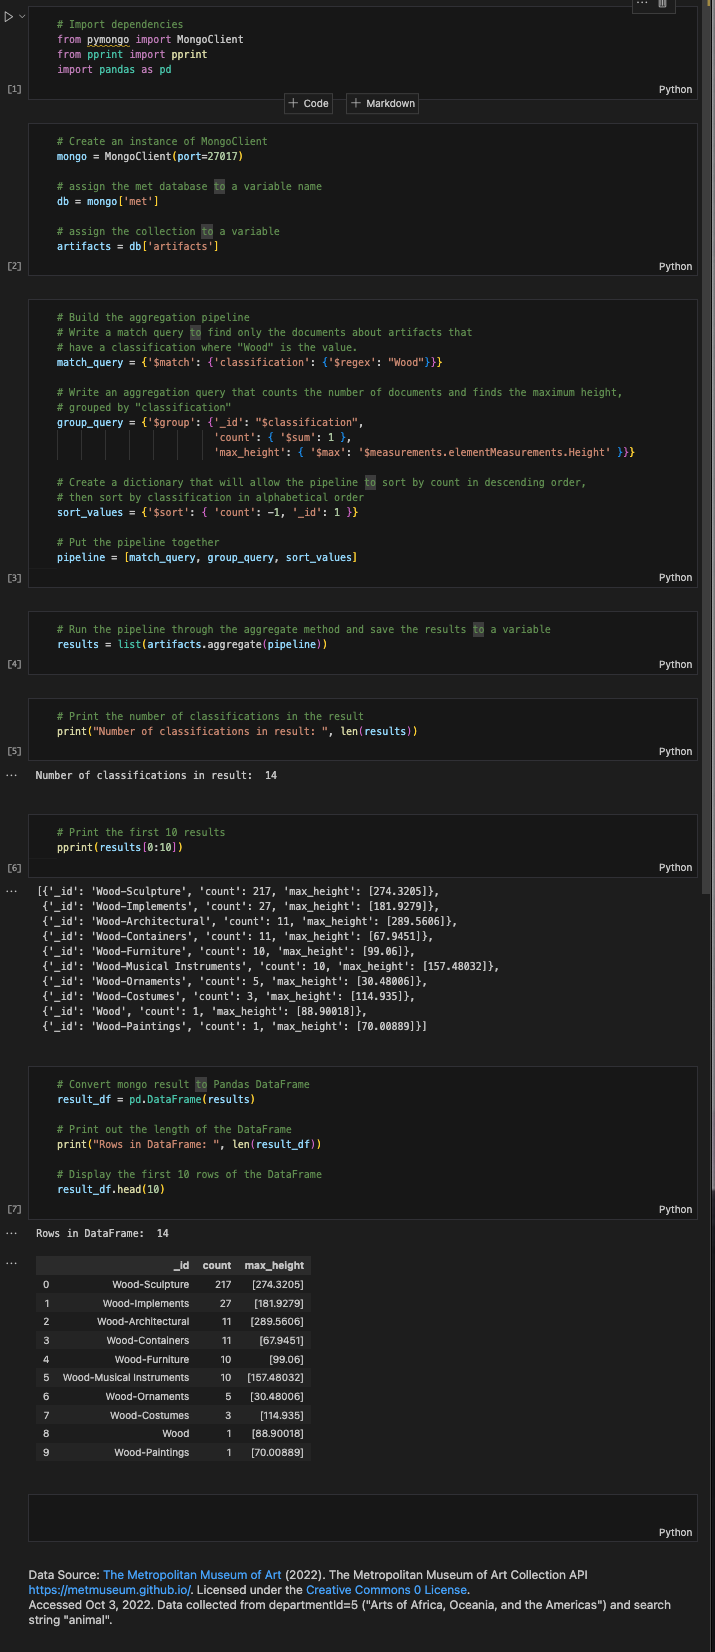 # Import dependencies
from pymongo import MongoClient
from pprint import pprint
import pandas as pd
[1]
Python
+ Code + Markdown
# Create an instance of MongoClient
mongo = MongoClient(port=27017)
# assign the met database to a variable name
db = mongo['met']
# assign the collection to a variable
artifacts = db['artifacts']
[2]
Python
# Build the aggregation pipeline
# Write a match query to find only the documents about artifacts that
# have a classification where "Wood" is the value.
match_query = {'$match': {'classification': {'$regex': "Wood"}}}
# Write an aggregation query that counts the number of documents and finds the maximum height,
# grouped by "classification"
group_query = {'$group': {'_id': "$classification",
'count': { '$sum': 1 },
'max_height': { '$max': '$measurements.elementMeasurements.Height' }}}
# Create a dictionary that will allow the pipeline to sort by count in descending order,
# then sort by classification in alphabetical order
sort_values = {'$sort': { 'count': -1, '_id': 1 }}
# Put the pipeline together
pipeline = [match_query, group_query, sort_values]
[3]
Python
# Run the pipeline through the aggregate method and save the results to a variable
results = list(artifacts.aggregate(pipeline))
[4]
Python
# Print the number of classifications in the result
print("Number of classifications in result: ", len(results))
[5]
Python
Number of classifications in result:  14
# Print the first 10 results
pprint(results[0:10])
[6]
Python
[{'_id': 'Wood-Sculpture', 'count': 217, 'max_height': [274.3205]},
{'_id': 'Wood-Implements', 'count': 27, 'max_height': [181.9279]},
{'_id': 'Wood-Architectural', 'count': 11, 'max_height': [289.5606]},
{'_id': 'Wood-Containers', 'count': 11, 'max_height': [67.9451]},
{'_id': 'Wood-Furniture', 'count': 10, 'max_height': [99.06]},
{'_id': 'Wood-Musical Instruments', 'count': 10, 'max_height': [157.48032]},
{'_id': 'Wood-Ornaments', 'count': 5, 'max_height': [30.48006]},
{'_id': 'Wood-Costumes', 'count': 3, 'max_height': [114.935]},
{'_id': 'Wood', 'count': 1, 'max_height': [88.90018]},
{'_id': 'Wood-Paintings', 'count': 1, 'max_height': [70.00889]}]
# Convert mongo result to Pandas DataFrame
result_df = pd.DataFrame(results)
# Print out the length of the DataFrame
print("Rows in DataFrame: ", len(result_df))
# Display the first 10 rows of the DataFrame
result_df.head(10)
[7]
Python
Rows in DataFrame:  14
_id count max_height
0 Wood-Sculpture 217 [274.3205]
1 Wood-Implements 27 [181.9279]
2 Wood-Architectural 11 [289.5606]
3 Wood-Containers 11 [67.9451]
4 Wood-Furniture 10 [99.06]
5 Wood-Musical Instruments 10 [157.48032]
6 Wood-Ornaments 5 [30.48006]
7 Wood-Costumes 3 [114.935]
8 Wood 1 [88.90018]
9 Wood-Paintings 1 [70.00889]
Python
Data Source: The Metropolitan Museum of Art (2022). The Metropolitan Museum of Art Collection API
https://metmuseum.github.io/. Licensed under the Creative Commons 0 License.
Accessed Oct 3, 2022. Data collected from departmentId=5 ("Arts of Africa, Oceania, and the Americas") and search
string "animal".